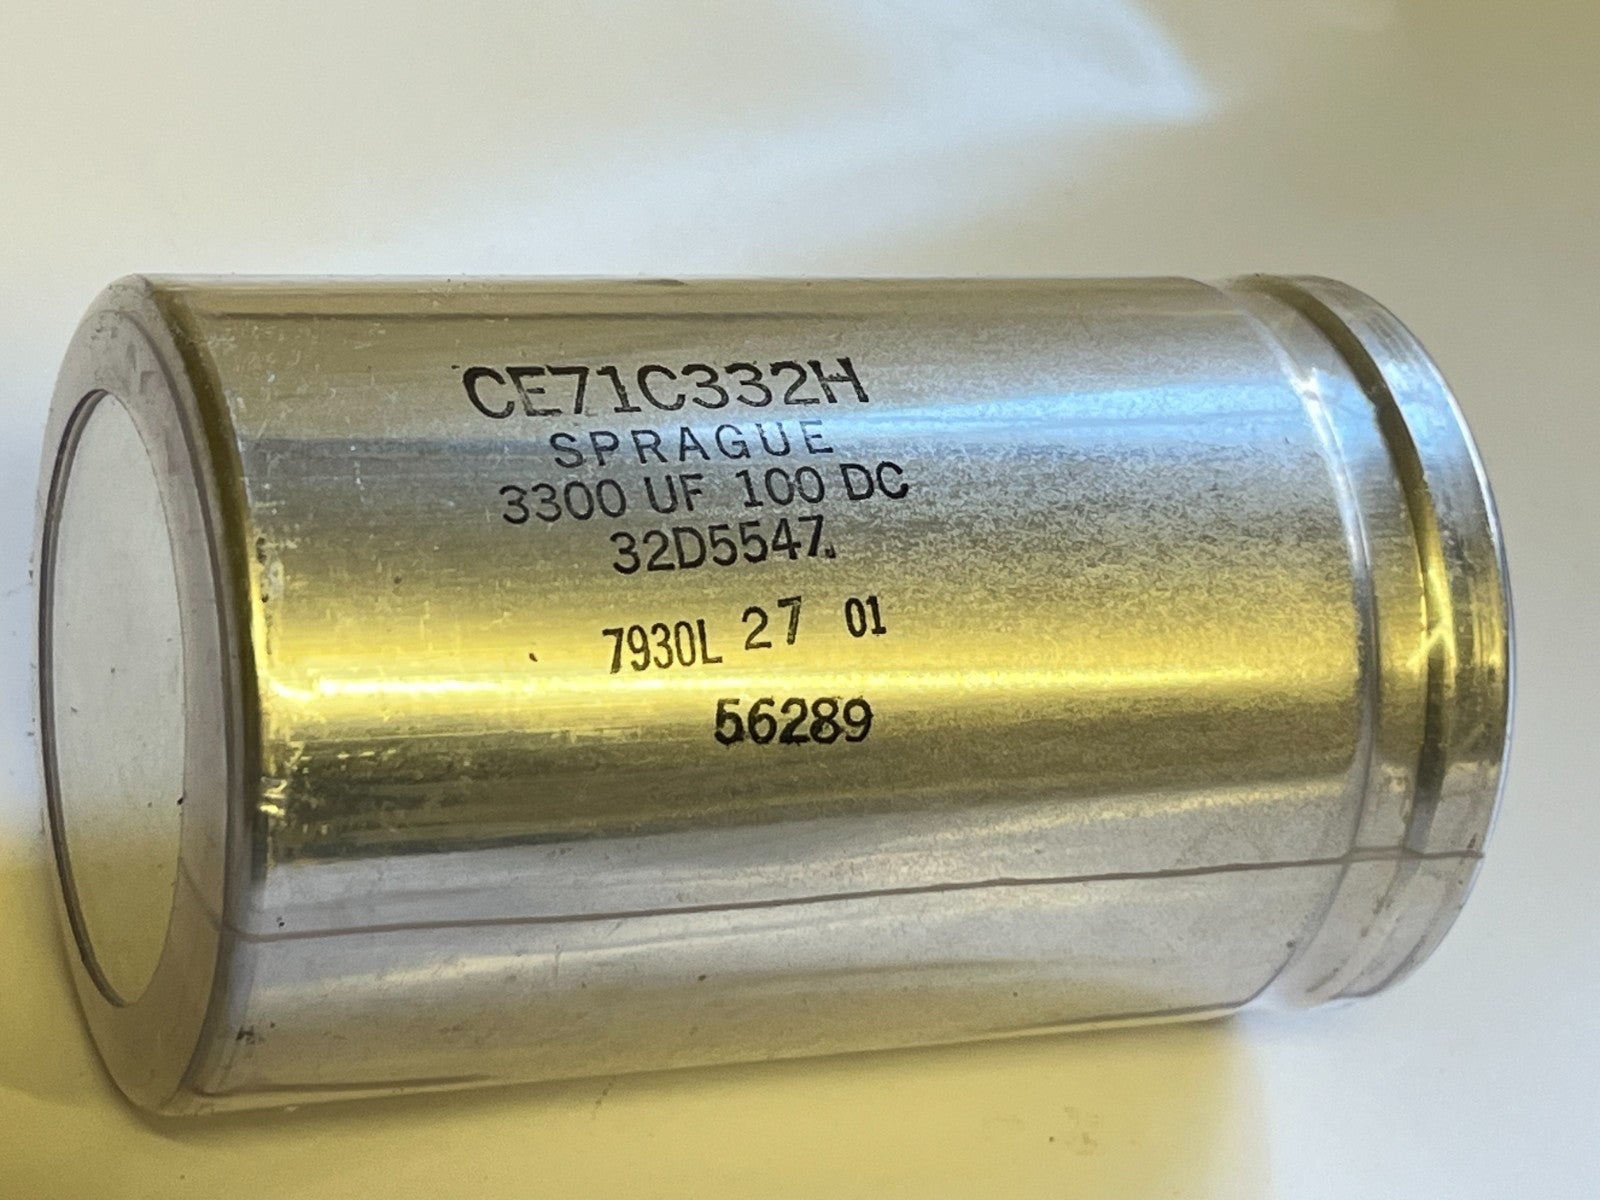 CE71C332H
SPRAGUE
3300 UF 100 DC
32D5547.
7930L 27 01
56289